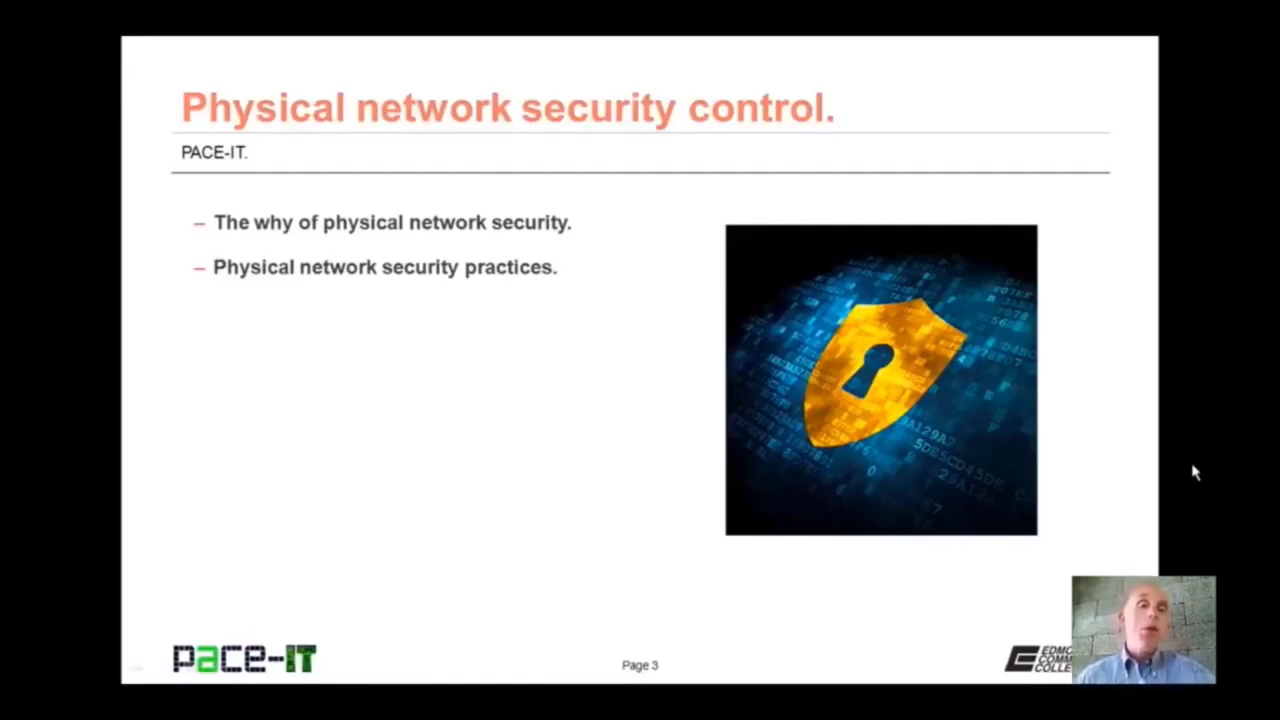 Physical network security control.
PACE-IT.
– The why of physical network security.
– Physical network security practices.
5DE5CD45DE
pace-IT
Page 3